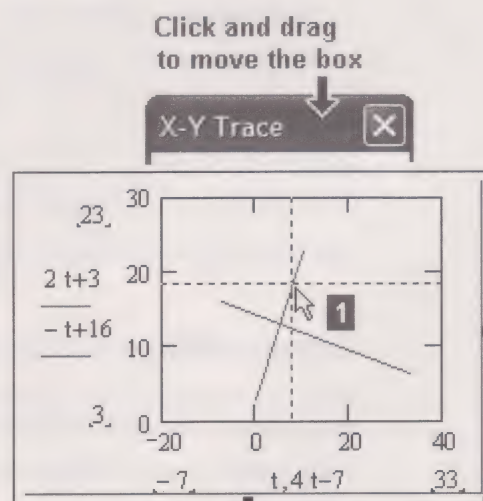 Click and drag
to move the box
X-Y Trace
30
23
2 t+3
20
- t+16
1
10
3
0
-20 0 20 40
-7 t,4 t-7 33